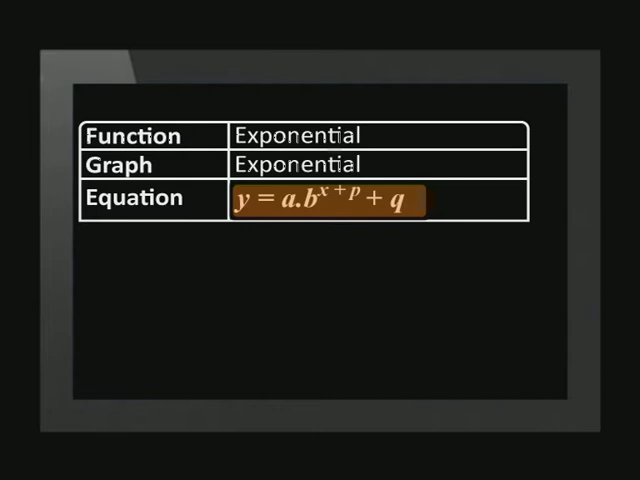 Function Exponential
Graph Exponential
Equation y = a.b^{x + p} + q